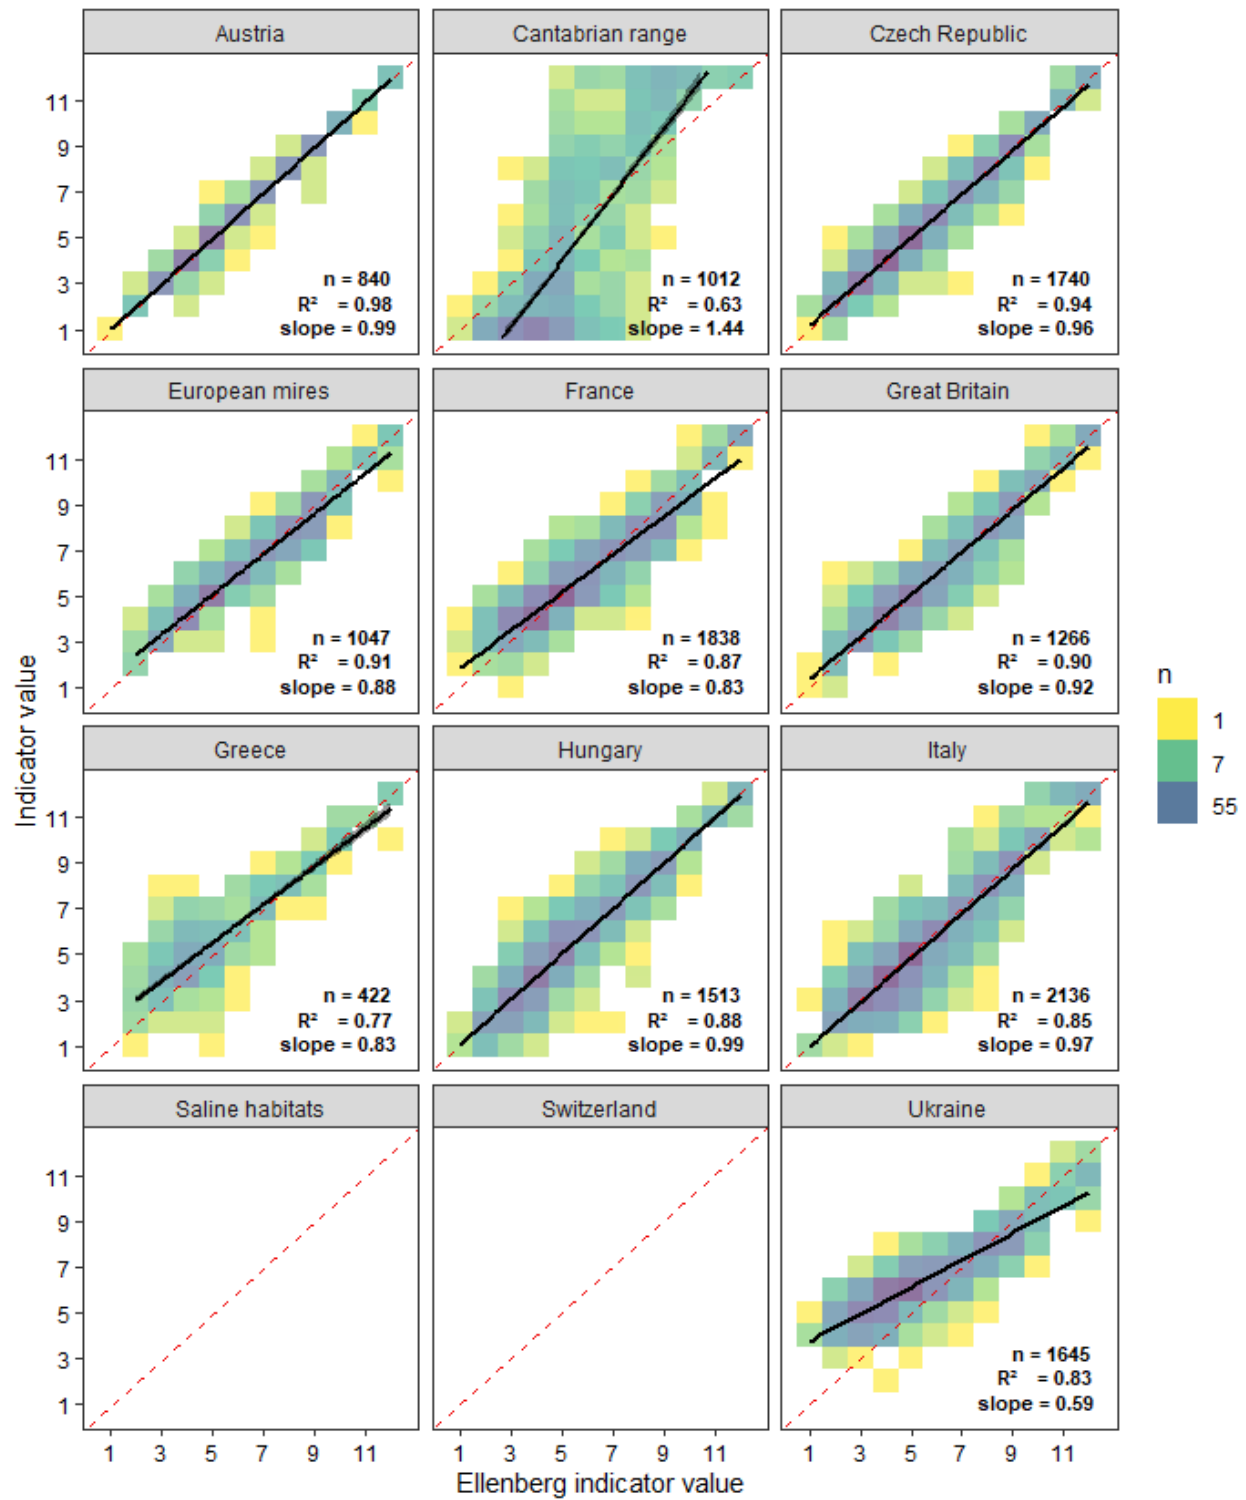 Austria
Cantabrian range
Czech Republic
11
9
7
5
3
1
n = 840
R² = 0.98
slope = 0.99
n = 1012
R² = 0.63
slope = 1.44
n = 1740
R² = 0.94
slope = 0.96
European mires
France
Great Britain
11
9
7
5
3
1
n = 1047
R² = 0.91
slope = 0.88
n = 1838
R² = 0.87
slope = 0.83
n = 1266
R² = 0.90
slope = 0.92
Indicator value
n
1
7
55
Greece
Hungary
Italy
11
9
7
5
3
1
n = 422
R² = 0.77
slope = 0.83
n = 1513
R² = 0.88
slope = 0.99
n = 2136
R² = 0.85
slope = 0.97
Saline habitats
Switzerland
Ukraine
11
9
7
5
3
1
n = 1645
R² = 0.83
slope = 0.59
1 3 5 7 9 11
1 3 5 7 9 11
1 3 5 7 9 11
Ellenberg indicator value